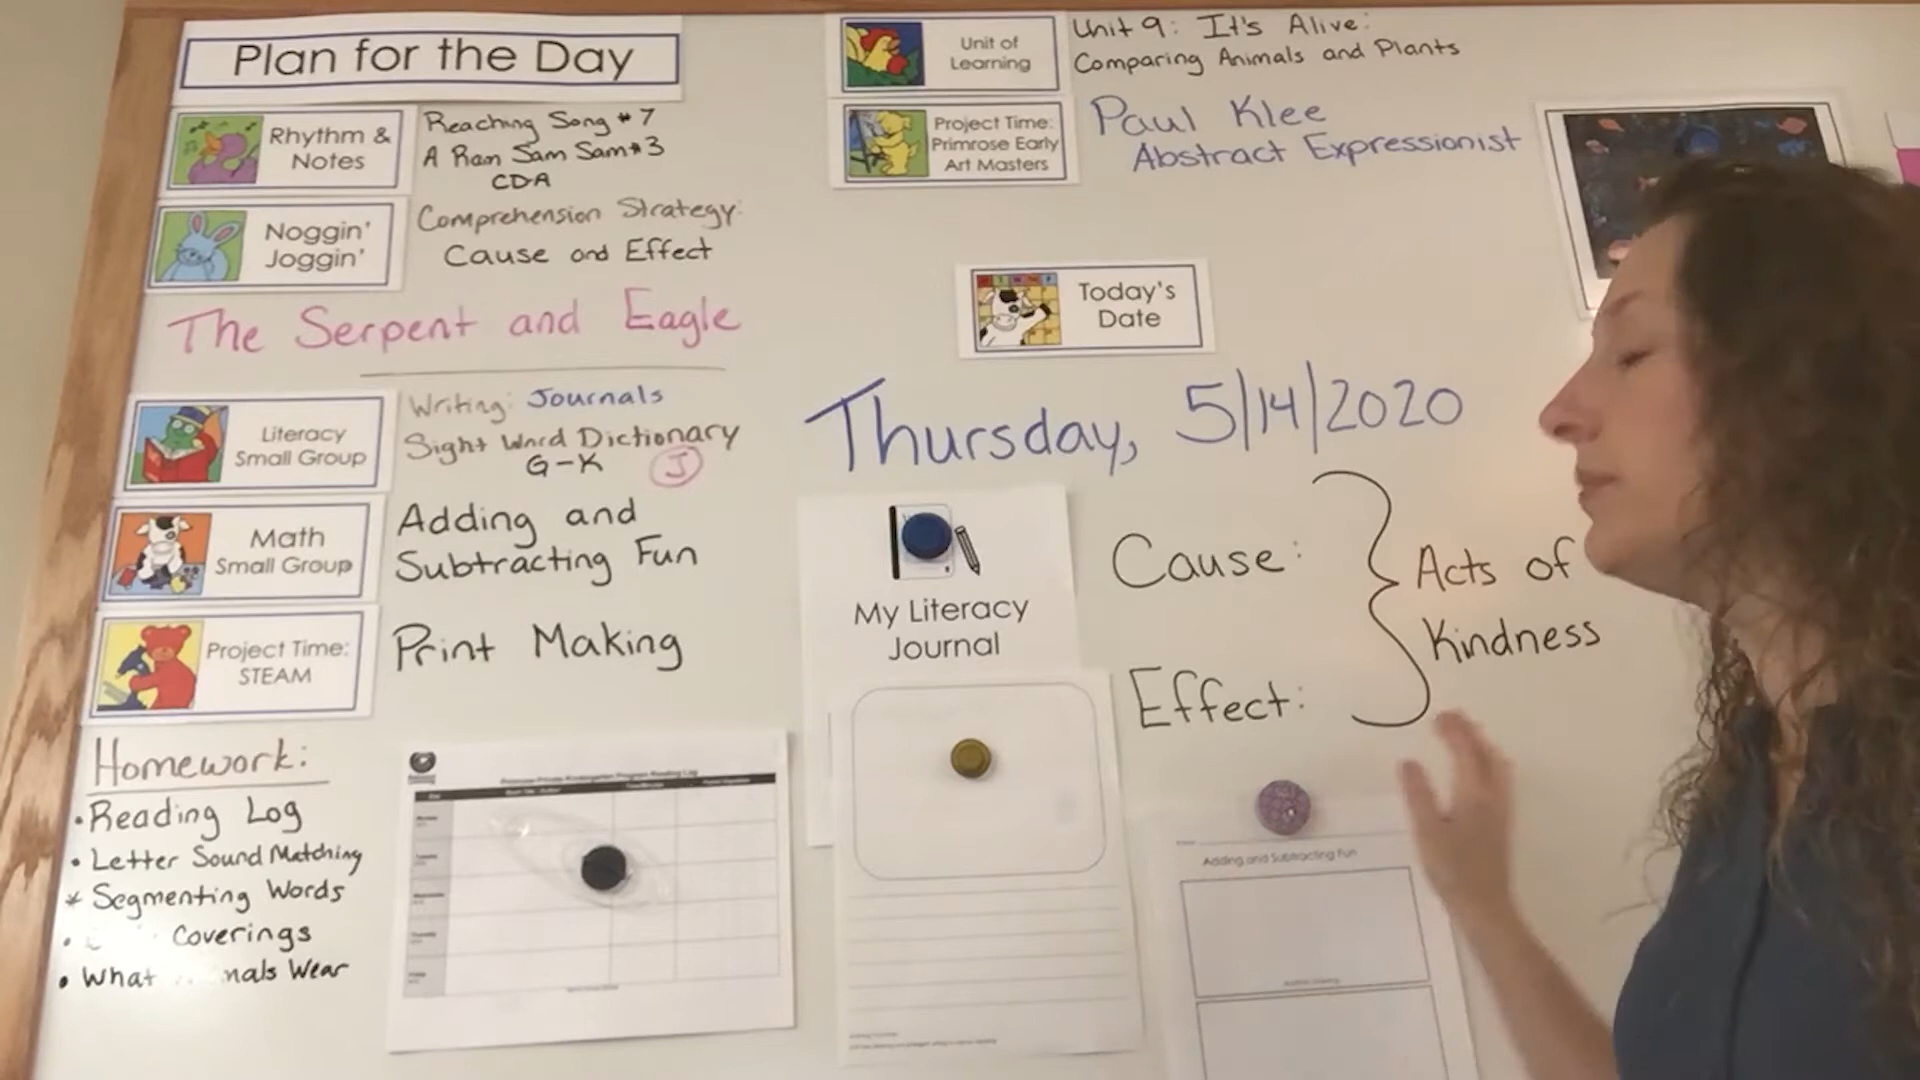 Plan for the Day
Rhythm &
Notes
Reaching Song #7
A Ram Sam Sam #3
CDA
Noggin'
Joggin'
Comprehension Strategy:
Cause and Effect
The Serpent and Eagle
Literacy
Small Group
Writing: Journals
Sight Word Dictionary
G-K
J
Math
Small Group
Adding and
Subtracting Fun
Project Time:
STEAM
Print Making
Homework:
• Reading Log
• Letter Sound Matching
* Segmenting Words
• Coverings
• What nals Wear
Unit of
Learning
Unit 9: It's Alive:
Comparing Animals and Plants
Project Time:
Primrose Early
Art Masters
Paul Klee
Abstract Expressionist
Today's
Date
Thursday, 5/14/2020
My Literacy
Journal
Cause:
Effect:
Acts of
Kindness
Adding and Subtracting Fun